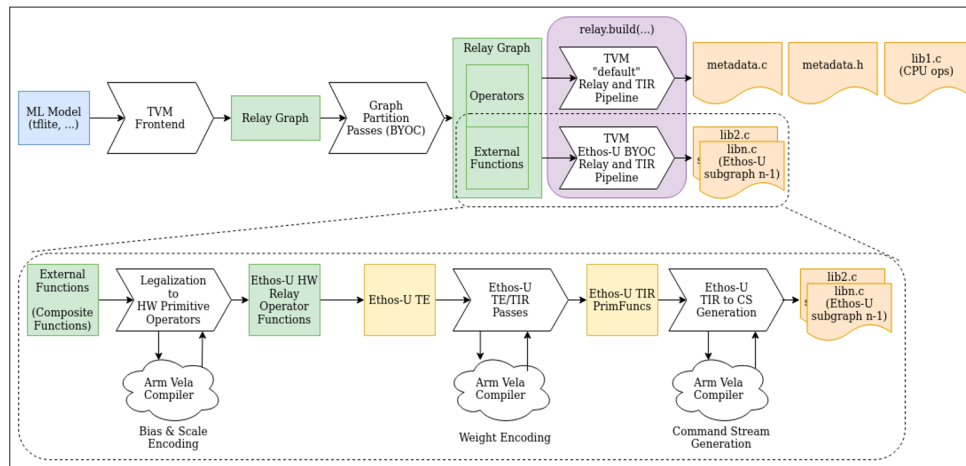 relay.build(...)
Relay Graph
ML Model
(tflite, ...)
TVM
Frontend
Relay Graph
Graph
Partition
Passes (BYOC)
Operators
External
Functions
TVM
"default"
Relay and TIR
Pipeline
TVM
Ethos-U BYOC
Relay and TIR
Pipeline
metadata.c
metadata.h
lib1.c
(CPU ops)
lib2.c
libn.c
(Ethos-U
subgraph n-1)
External
Functions
(Composite
Functions)
Legalization
to
HW Primitive
Operators
Ethos-U HW
Relay
Operator
Functions
Ethos-U TE
Ethos-U
TE/TIR
Passes
Ethos-U TIR
PrimFuncs
Ethos-U
TIR to CS
Generation
lib2.c
libn.c
(Ethos-U
subgraph n-1)
Arm Vela
Compiler
Bias & Scale
Encoding
Arm Vela
Compiler
Weight Encoding
Arm Vela
Compiler
Command Stream
Generation